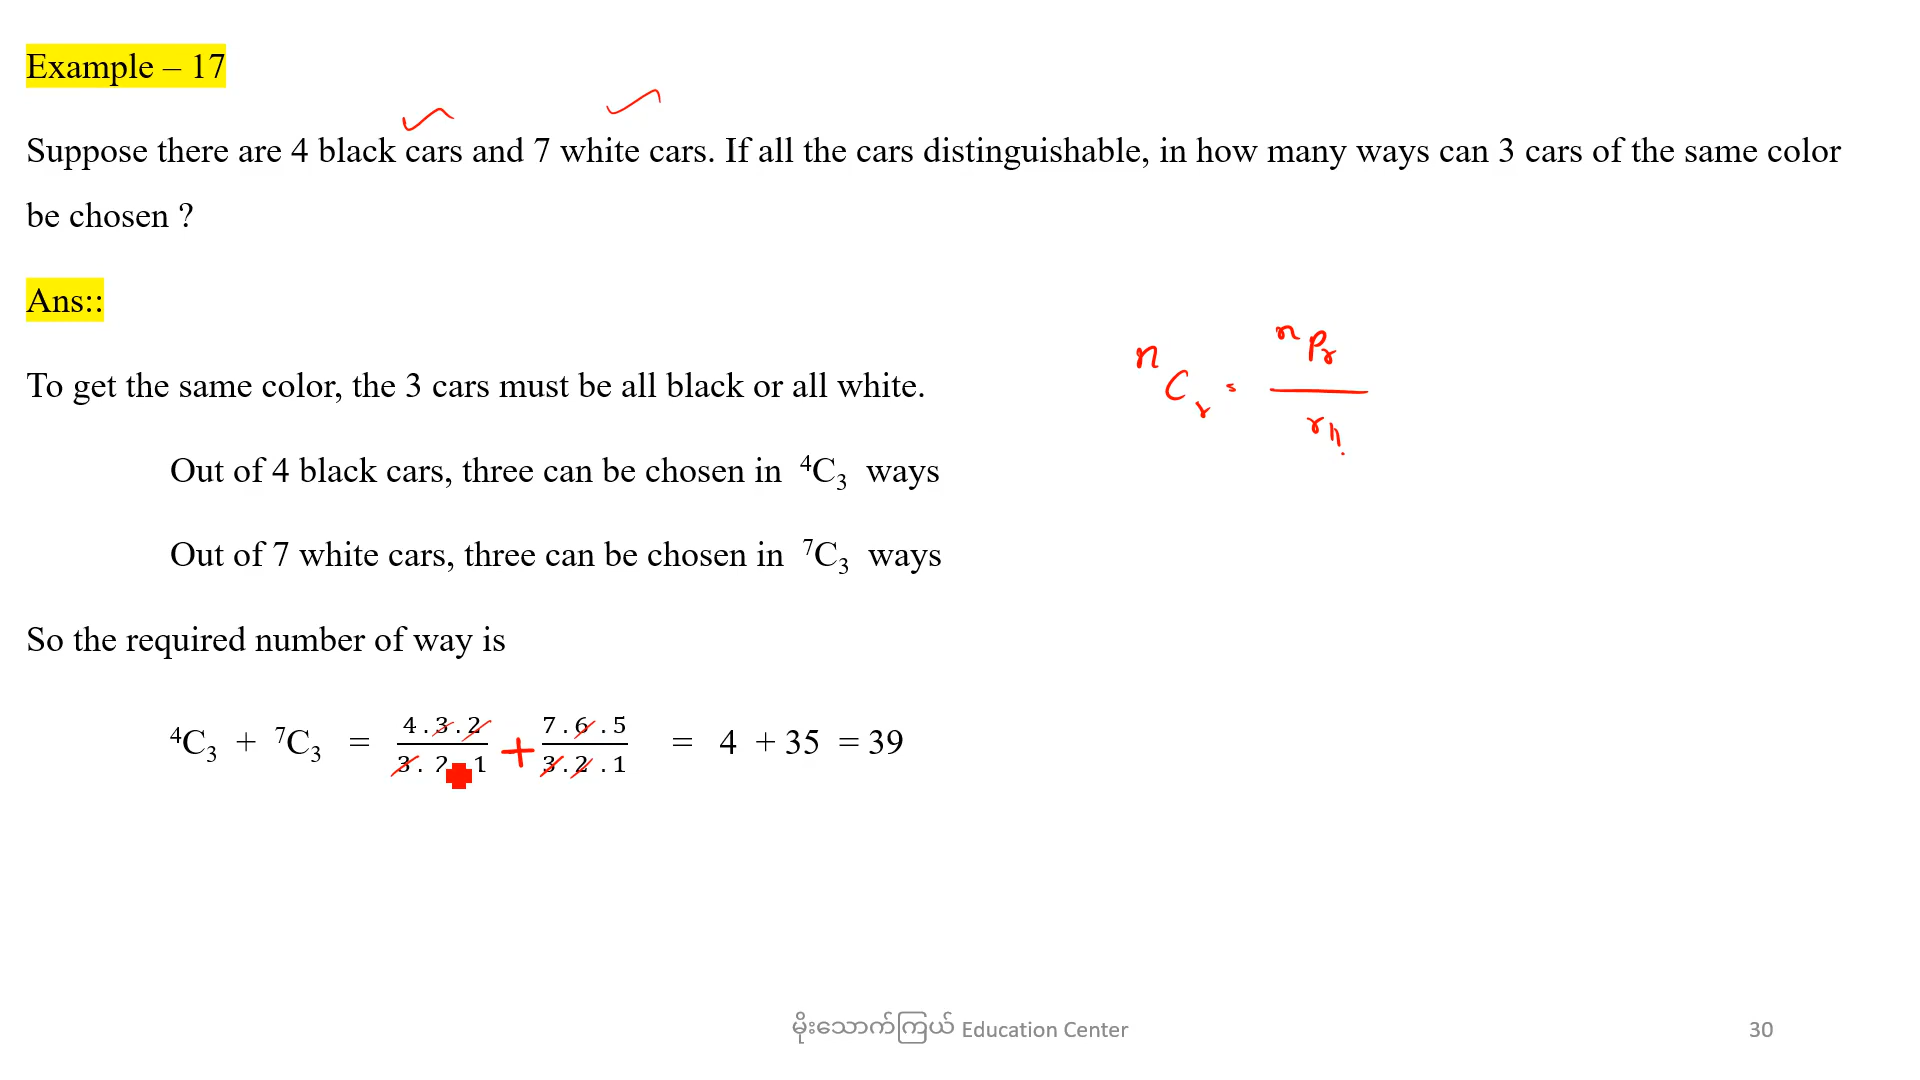 Example – 17
Suppose there are 4 black cars and 7 white cars. If all the cars distinguishable, in how many ways can 3 cars of the same color
be chosen ?
Ans::
To get the same color, the 3 cars must be all black or all white.
ⁿCᵣ = ⁿPᵣ / r!
Out of 4 black cars, three can be chosen in ⁴C₃ ways
Out of 7 white cars, three can be chosen in ⁷C₃ ways
So the required number of way is
⁴C₃ + ⁷C₃ = 4 . 3 . 2 / 3 . 2 . 1 + 7 . 6 . 5 / 3 . 2 . 1 = 4 + 35 = 39
မိုးသောက်ကြယ် Education Center
30